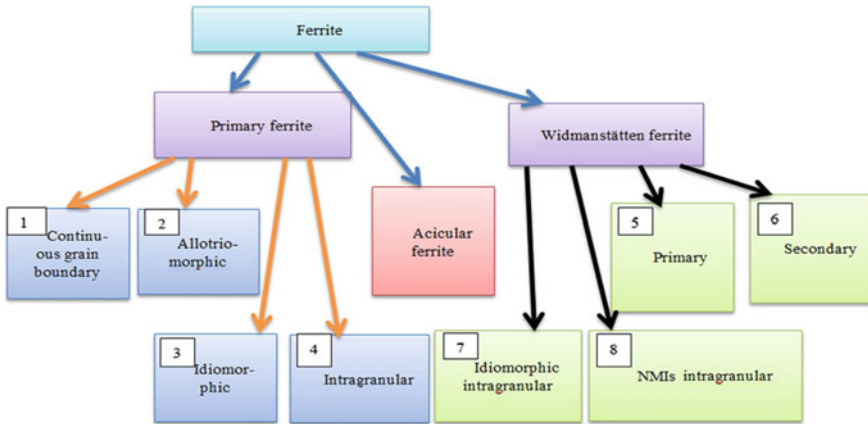 Ferrite
Primary ferrite
Widmanstätten ferrite
1
Continu-
ous grain
boundary
2
Allotrio-
morphic
Acicular
ferrite
5
Primary
6
Secondary
3
Idiomor-
phic
4
Intragranular
7
Idiomorphic
intragranular
8
NMIs intragranular